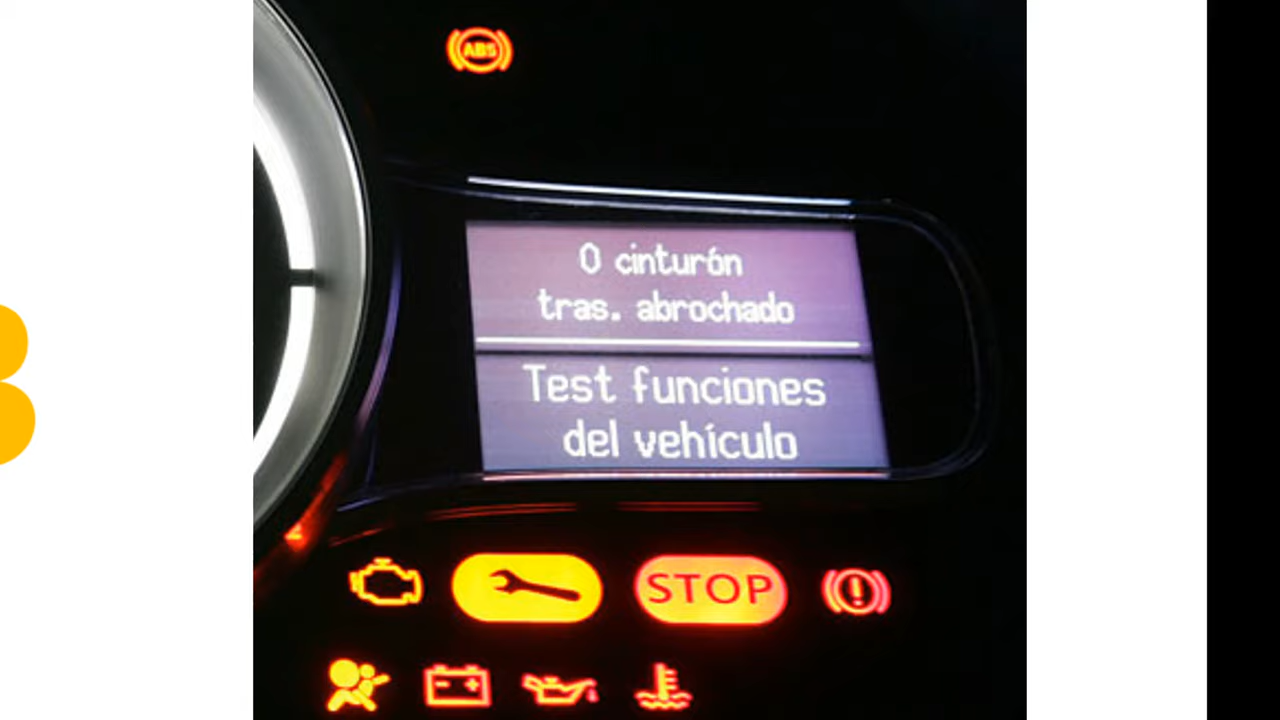 ABS
0 cinturón
tras. abrochado
Test funciones
del vehículo
STOP